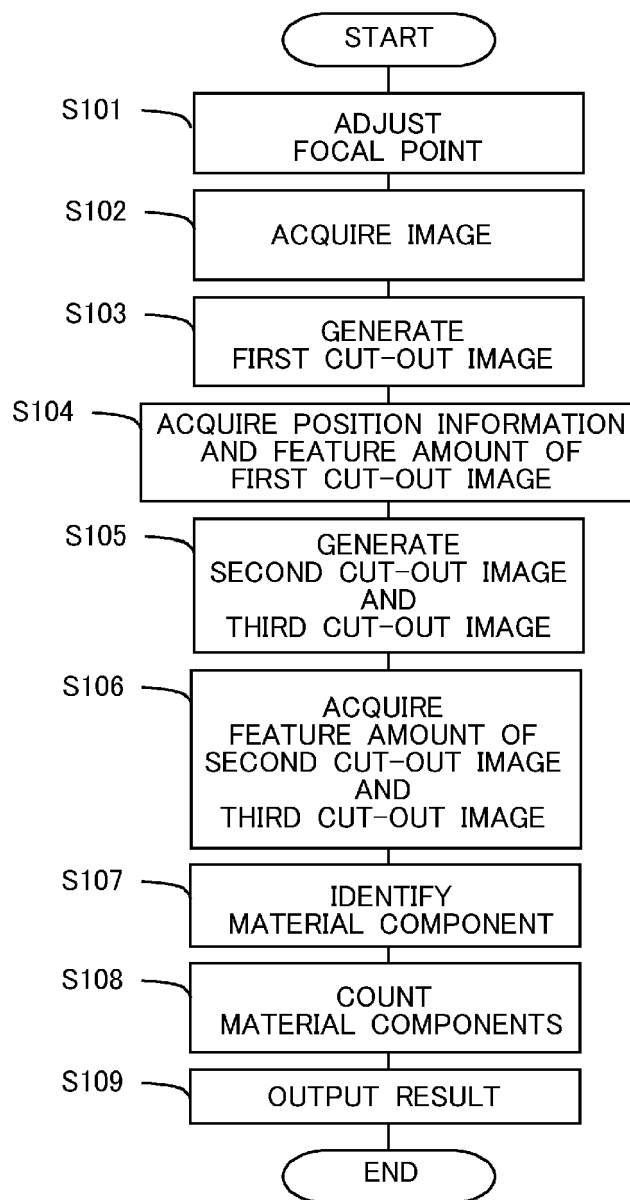 START
S101
ADJUST
FOCAL POINT
S102
ACQUIRE IMAGE
S103
GENERATE
FIRST CUT-OUT IMAGE
S104
ACQUIRE POSITION INFORMATION
AND FEATURE AMOUNT OF
FIRST CUT-OUT IMAGE
S105
GENERATE
SECOND CUT-OUT IMAGE
AND
THIRD CUT-OUT IMAGE
S106
ACQUIRE
FEATURE AMOUNT OF
SECOND CUT-OUT IMAGE
AND
THIRD CUT-OUT IMAGE
S107
IDENTIFY
MATERIAL COMPONENT
S108
COUNT
MATERIAL COMPONENTS
S109
OUTPUT RESULT
END